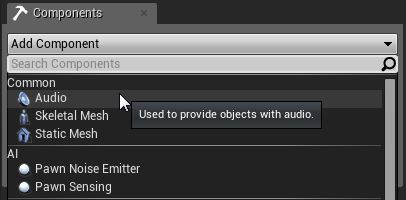 Components
Add Component
Search Components
Common
Audio
Used to provide objects with audio.
Skeletal Mesh
Static Mesh
AI
Pawn Noise Emitter
Pawn Sensing